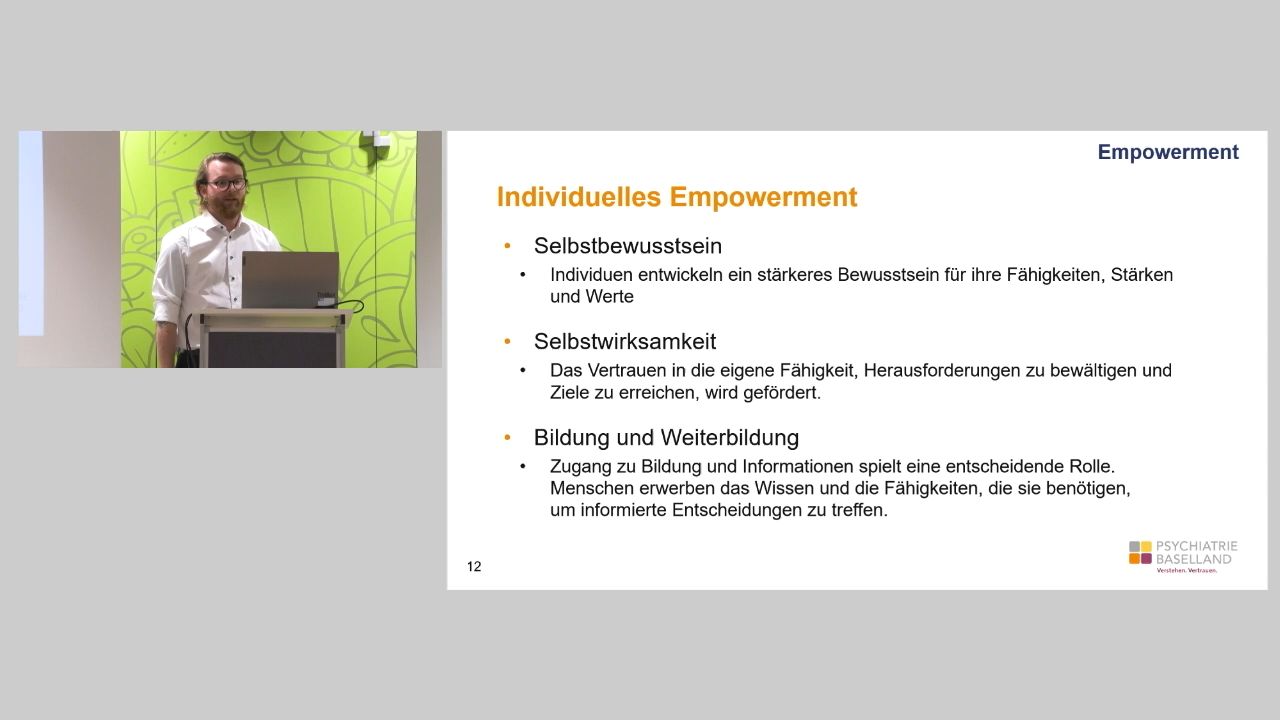 Empowerment
Individuelles Empowerment
• Selbstbewusstsein
• Individuen entwickeln ein stärkeres Bewusstsein für ihre Fähigkeiten, Stärken
und Werte
• Selbstwirksamkeit
• Das Vertrauen in die eigene Fähigkeit, Herausforderungen zu bewältigen und
Ziele zu erreichen, wird gefördert.
• Bildung und Weiterbildung
• Zugang zu Bildung und Informationen spielt eine entscheidende Rolle.
Menschen erwerben das Wissen und die Fähigkeiten, die sie benötigen,
um informierte Entscheidungen zu treffen.
12
PSYCHIATRIE
BASELLAND
Verstehen. Vertrauen.